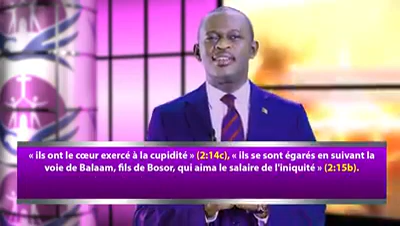 « ils ont le cœur exercé à la cupidité » (2:14c), « ils se sont égarés en suivant la
voie de Balaam, fils de Bosor, qui aima le salaire de l'iniquité » (2:15b).